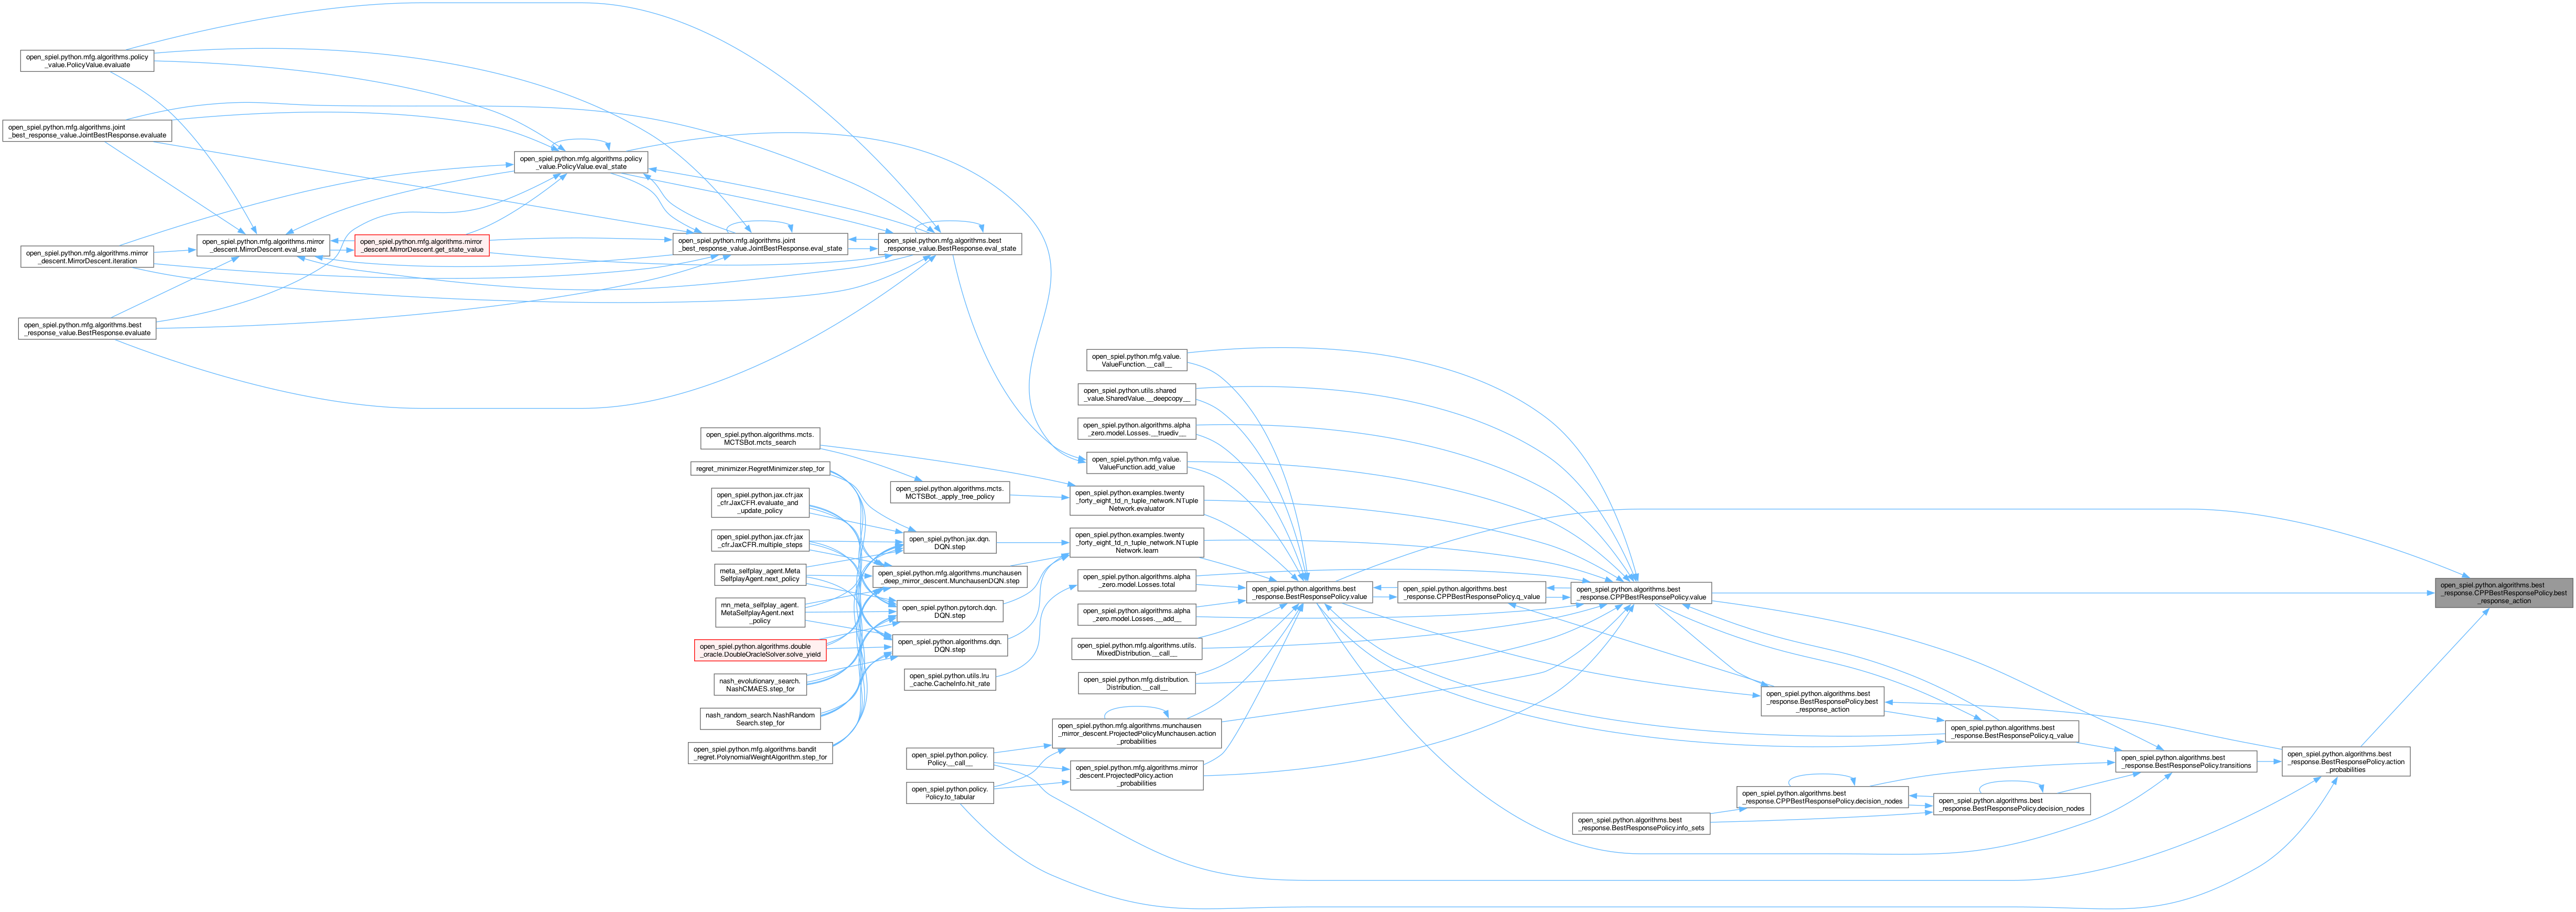 open_spiel.python.mfg.algorithms.policy
_value.PolicyValue.evaluate
open_spiel.python.mfg.algorithms.joint
_best_response_value.JointBestResponse.evaluate
open_spiel.python.mfg.algorithms.policy
_value.PolicyValue.eval_state
open_spiel.python.mfg.algorithms.mirror
_descent.MirrorDescent.iteration
open_spiel.python.mfg.algorithms.mirror
_descent.MirrorDescent.eval_state
open_spiel.python.mfg.algorithms.mirror
_descent.MirrorDescent.get_state_value
open_spiel.python.mfg.algorithms.joint
_best_response_value.JointBestResponse.eval_state
open_spiel.python.mfg.algorithms.best
_response_value.BestResponse.eval_state
open_spiel.python.mfg.algorithms.best
_response_value.BestResponse.evaluate
open_spiel.python.mfg.value.
ValueFunction.__call__
open_spiel.python.utils.shared
_value.SharedValue.__deepcopy__
open_spiel.python.algorithms.alpha
_zero.model.Losses.__truediv__
open_spiel.python.mfg.value.
ValueFunction.add_value
open_spiel.python.algorithms.mcts.
MCTSBot.mcts_search
regret_minimizer.RegretMinimizer.step_for
open_spiel.python.algorithms.mcts.
MCTSBot._apply_tree_policy
open_spiel.python.examples.twenty
_forty_eight_td_n_tuple_network.NTuple
Network.evaluator
open_spiel.python.jax.cfr.jax
_cfr.JaxCFR.evaluate_and
_update_policy
open_spiel.python.jax.cfr.jax
_cfr.JaxCFR.multiple_steps
open_spiel.python.jax.dqn.
DQN.step
open_spiel.python.examples.twenty
_forty_eight_td_n_tuple_network.NTuple
Network.learn
meta_selfplay_agent.Meta
SelfplayAgent.next_policy
open_spiel.python.mfg.algorithms.munchausen
_deep_mirror_descent.MunchausenDQN.step
open_spiel.python.algorithms.alpha
_zero.model.Losses.total
open_spiel.python.algorithms.best
_response.BestResponsePolicy.value
open_spiel.python.algorithms.best
_response.CPPBestResponsePolicy.q_value
open_spiel.python.algorithms.best
_response.CPPBestResponsePolicy.value
open_spiel.python.algorithms.best
_response.CPPBestResponsePolicy.best
_response_action
rnn_meta_selfplay_agent.
MetaSelfplayAgent.next
_policy
open_spiel.python.pytorch.dqn.
DQN.step
open_spiel.python.algorithms.alpha
_zero.model.Losses.__add__
open_spiel.python.algorithms.double
_oracle.DoubleOracleSolver.solve_yield
open_spiel.python.algorithms.dqn.
DQN.step
open_spiel.python.mfg.algorithms.utils.
MixedDistribution.__call__
nash_evolutionary_search.
NashCMAES.step_for
open_spiel.python.utils.lru
_cache.CacheInfo.hit_rate
open_spiel.python.mfg.distribution.
Distribution.__call__
nash_random_search.NashRandom
Search.step_for
open_spiel.python.algorithms.best
_response.BestResponsePolicy.best
_response_action
open_spiel.python.mfg.algorithms.bandit
_regret.PolynomialWeightAlgorithm.step_for
open_spiel.python.mfg.algorithms.munchausen
_mirror_descent.ProjectedPolicyMunchausen.action
_probabilities
open_spiel.python.algorithms.best
_response.BestResponsePolicy.q_value
open_spiel.python.policy.
Policy.__call__
open_spiel.python.mfg.algorithms.mirror
_descent.ProjectedPolicy.action
_probabilities
open_spiel.python.algorithms.best
_response.BestResponsePolicy.transitions
open_spiel.python.algorithms.best
_response.BestResponsePolicy.action
_probabilities
open_spiel.python.policy.
Policy.to_tabular
open_spiel.python.algorithms.best
_response.CPPBestResponsePolicy.decision_nodes
open_spiel.python.algorithms.best
_response.BestResponsePolicy.decision_nodes
open_spiel.python.algorithms.best
_response.BestResponsePolicy.info_sets